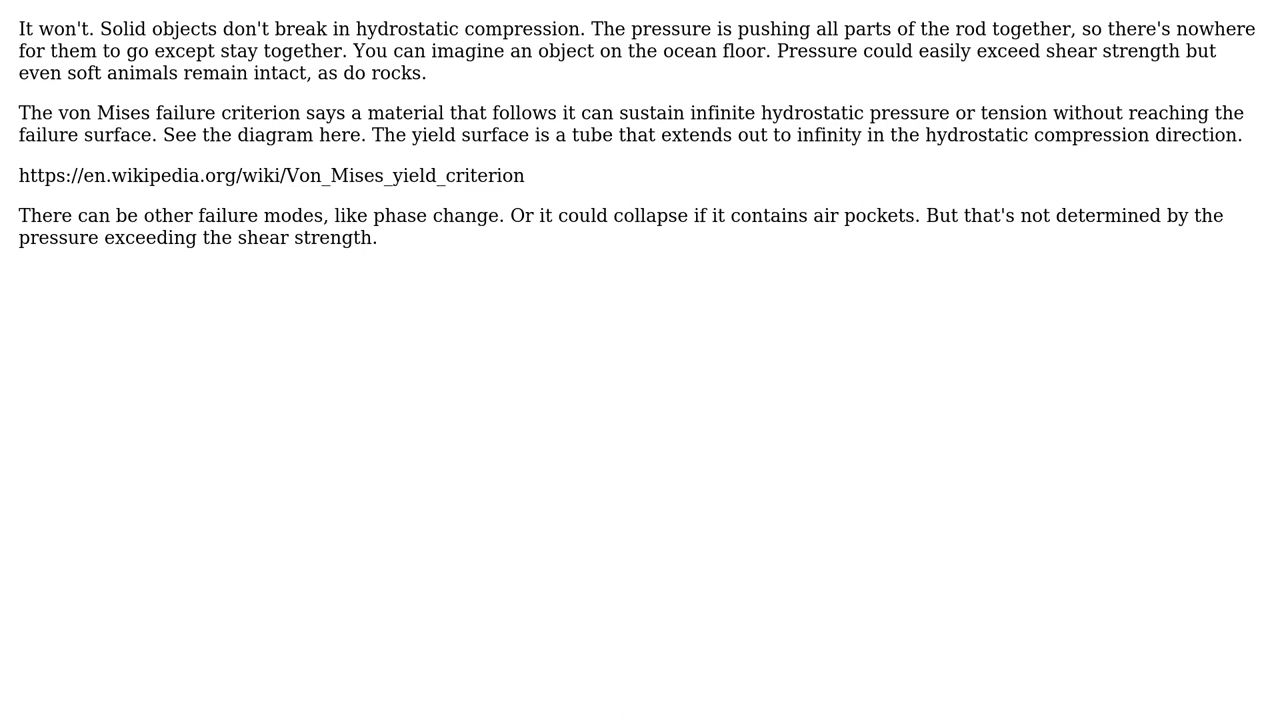 It won't. Solid objects don't break in hydrostatic compression. The pressure is pushing all parts of the rod together, so there's nowhere
for them to go except stay together. You can imagine an object on the ocean floor. Pressure could easily exceed shear strength but
even soft animals remain intact, as do rocks.
The von Mises failure criterion says a material that follows it can sustain infinite hydrostatic pressure or tension without reaching the
failure surface. See the diagram here. The yield surface is a tube that extends out to infinity in the hydrostatic compression direction.
https://en.wikipedia.org/wiki/Von_Mises_yield_criterion
There can be other failure modes, like phase change. Or it could collapse if it contains air pockets. But that's not determined by the
pressure exceeding the shear strength.